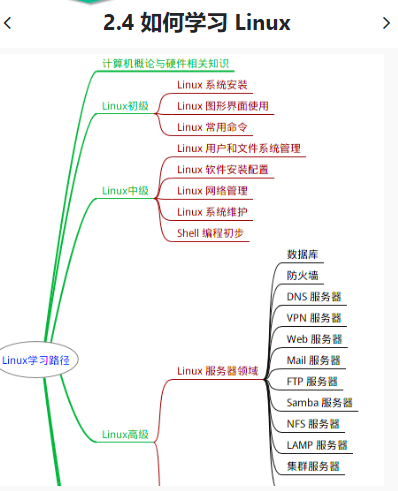 2.4 如何学习 Linux
计算机概论与硬件相关知识
Linux初级
Linux 系统安装
Linux 图形界面使用
Linux 常用命令
Linux中级
Linux 用户和文件系统管理
Linux 软件安装配置
Linux 网络管理
Linux 系统维护
Shell 编程初步
Linux学习路径
Linux高级
Linux 服务器领域
数据库
防火墙
DNS 服务器
VPN 服务器
Web 服务器
Mail 服务器
FTP 服务器
Samba 服务器
NFS 服务器
LAMP 服务器
集群服务器